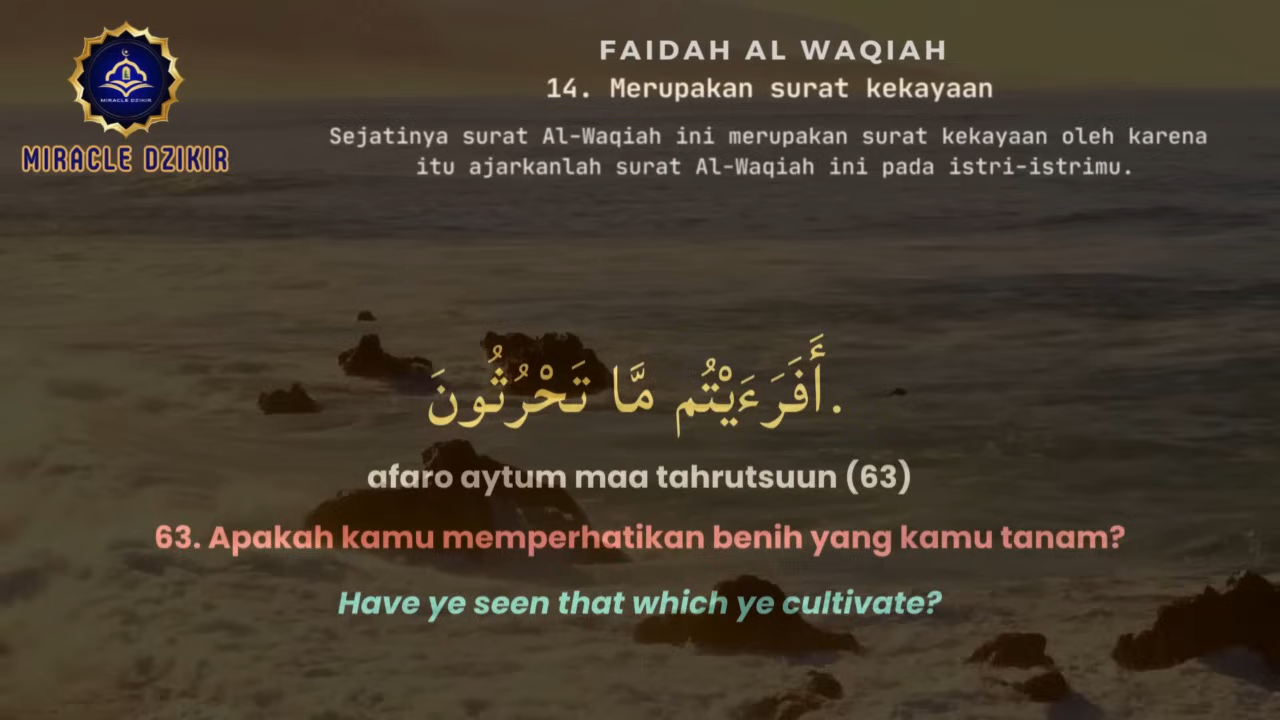 MIRACLE DZIKIR
MIRACLE DZIKIR
FAIDAH AL WAQIAH
14. Merupakan surat kekayaan
Sejatinya surat Al-Waqiah ini merupakan surat kekayaan oleh karena
itu ajarkanlah surat Al-Waqiah ini pada istri-istrimu.
.أَفَرَءَيْتُم مَّا تَحْرُثُونَ
afaro aytum maa tahrutsuun (63)
63. Apakah kamu memperhatikan benih yang kamu tanam?
Have ye seen that which ye cultivate?